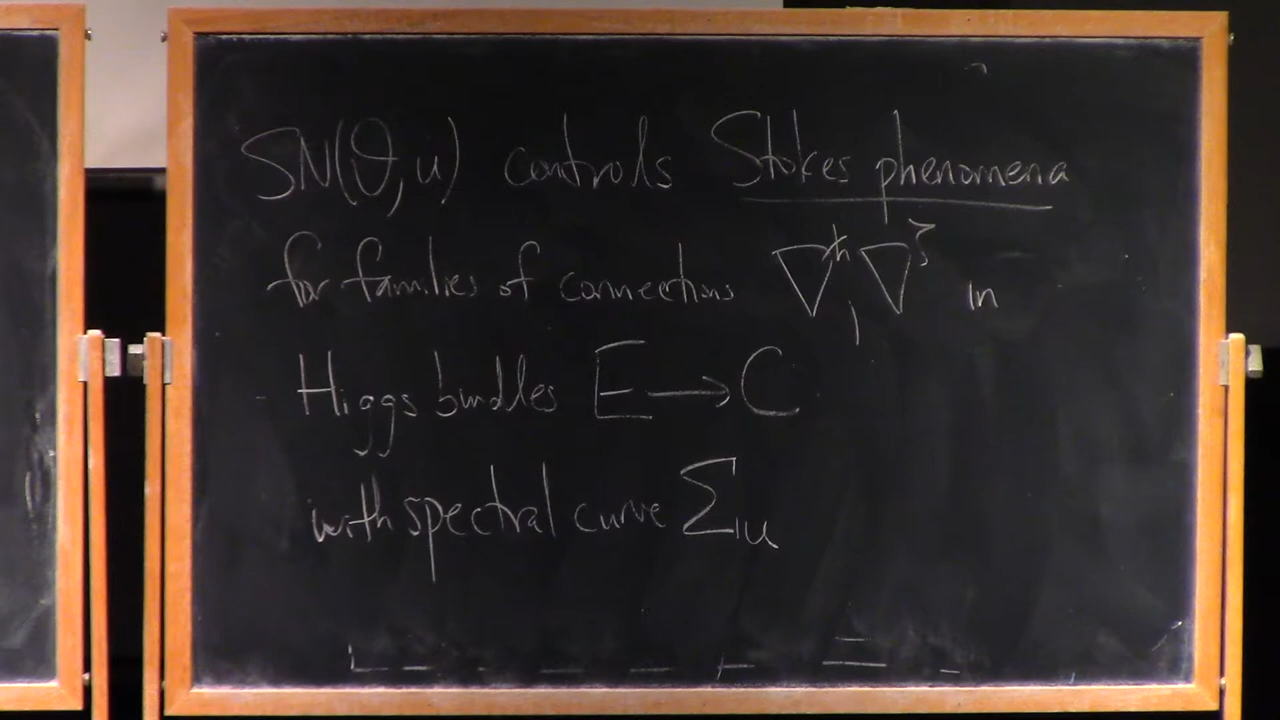 SN(ϑ,u) controls Stokes phenomena
for families of connections ∇^ħ, ∇^ζ in
Higgs bundles E → C
with spectral curve Σ_u